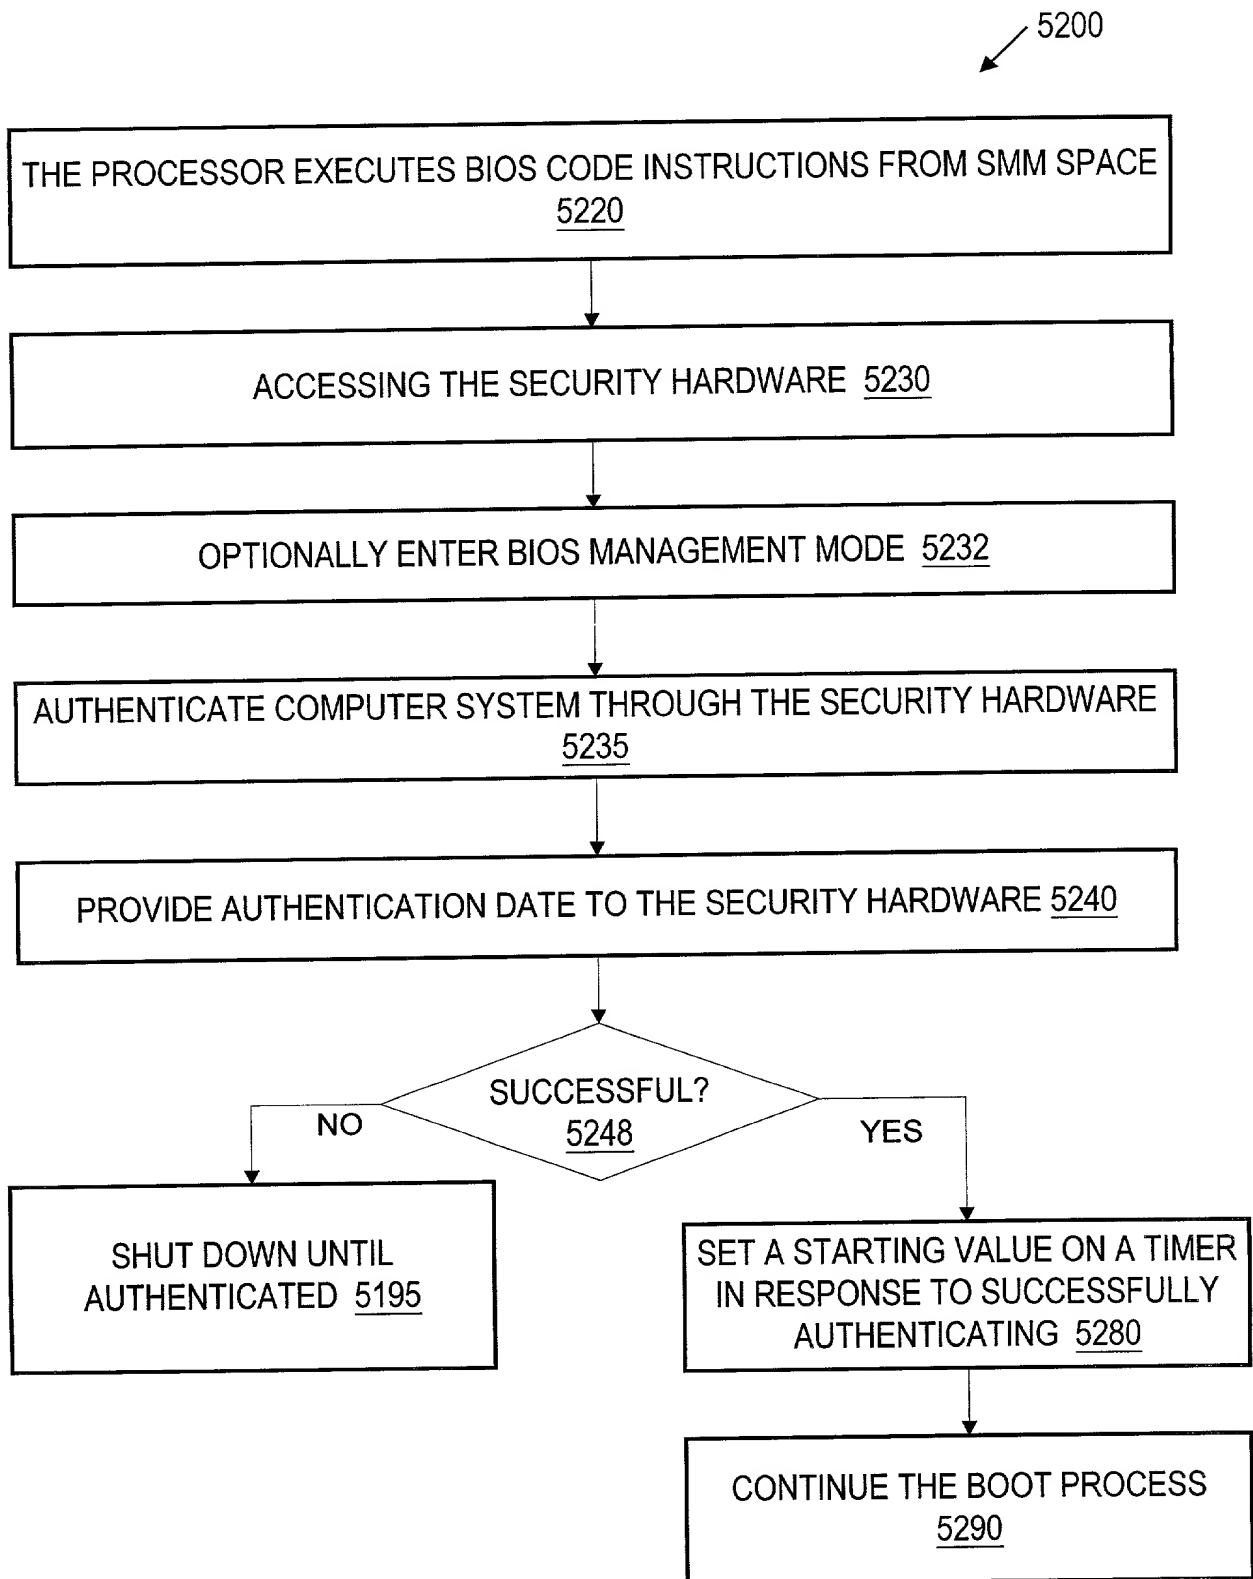 5200
THE PROCESSOR EXECUTES BIOS CODE INSTRUCTIONS FROM SMM SPACE
5220
ACCESSING THE SECURITY HARDWARE 5230
OPTIONALLY ENTER BIOS MANAGEMENT MODE 5232
AUTHENTICATE COMPUTER SYSTEM THROUGH THE SECURITY HARDWARE
5235
PROVIDE AUTHENTICATION DATE TO THE SECURITY HARDWARE 5240
SUCCESSFUL?
5248
NO
YES
SHUT DOWN UNTIL
AUTHENTICATED 5195
SET A STARTING VALUE ON A TIMER
IN RESPONSE TO SUCCESSFULLY
AUTHENTICATING 5280
CONTINUE THE BOOT PROCESS
5290